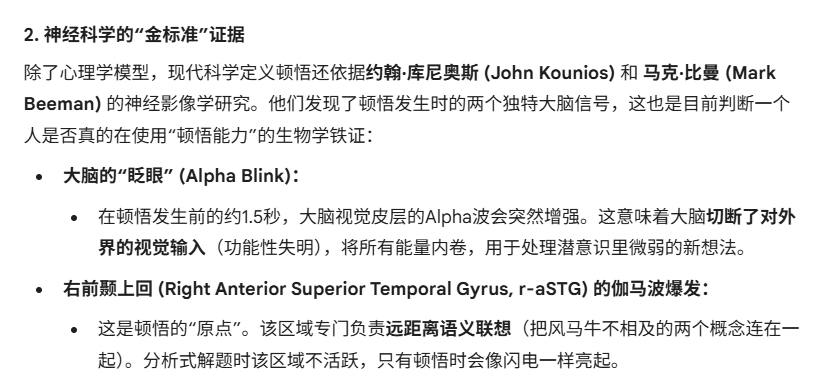 2. 神经科学的“金标准”证据
除了心理学模型，现代科学定义顿悟还依据约翰·库尼奥斯 (John Kounios) 和 马克·比曼 (Mark
Beeman) 的神经影像学研究。他们发现了顿悟发生时的两个独特大脑信号，这也是目前判断一个
人是否真的在使用“顿悟能力”的生物学铁证：
• 大脑的“眨眼” (Alpha Blink)：
• 在顿悟发生前的约1.5秒，大脑视觉皮层的Alpha波会突然增强。这意味着大脑切断了对外
界的视觉输入（功能性失明），将所有能量内卷，用于处理潜意识里微弱的新想法。
• 右前颞上回 (Right Anterior Superior Temporal Gyrus, r-aSTG) 的伽马波爆发：
• 这是顿悟的“原点”。该区域专门负责远距离语义联想（把风马牛不相及的两个概念连在一
起）。分析式解题时该区域不活跃，只有顿悟时会像闪电一样亮起。